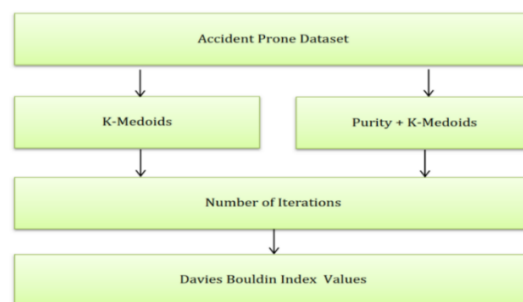 Accident Prone Dataset
K-Medoids
Purity + K-Medoids
Number of Iterations
Davies Bouldin Index Values